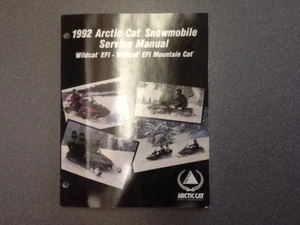 1992 Arctic Cat Snowmobile
Service Manual
Wildcat EFI - Wildcat EFI Mountain Cat
ARCTIC CAT